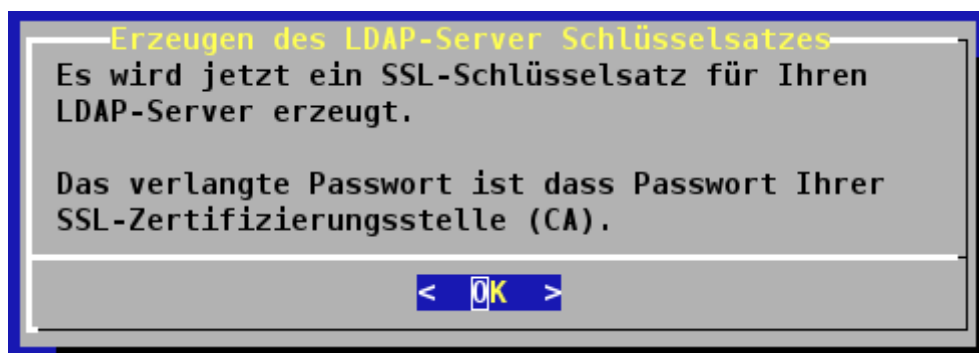 Erzeugen des LDAP-Server Schlüsselsatzes
Es wird jetzt ein SSL-Schlüsselsatz für Ihren
LDAP-Server erzeugt.
Das verlangte Passwort ist dass Passwort Ihrer
SSL-Zertifizierungsstelle (CA).
<  OK  >